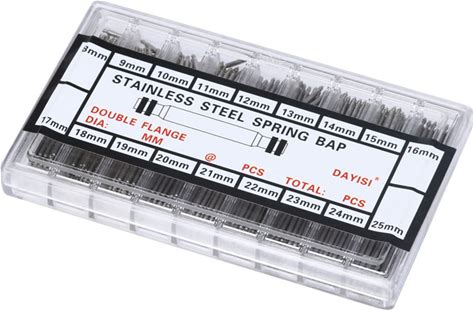 8mm 9mm 10mm 11mm 12mm 13mm 14mm 15mm 16mm
STAINLESS STEEL SPRING BAP
DOUBLE FLANGE
DIA: MM @ PCS
DAYISI®
TOTAL: PCS
17mm 18mm 19mm 20mm 21mm 22mm 23mm 24mm 25mm